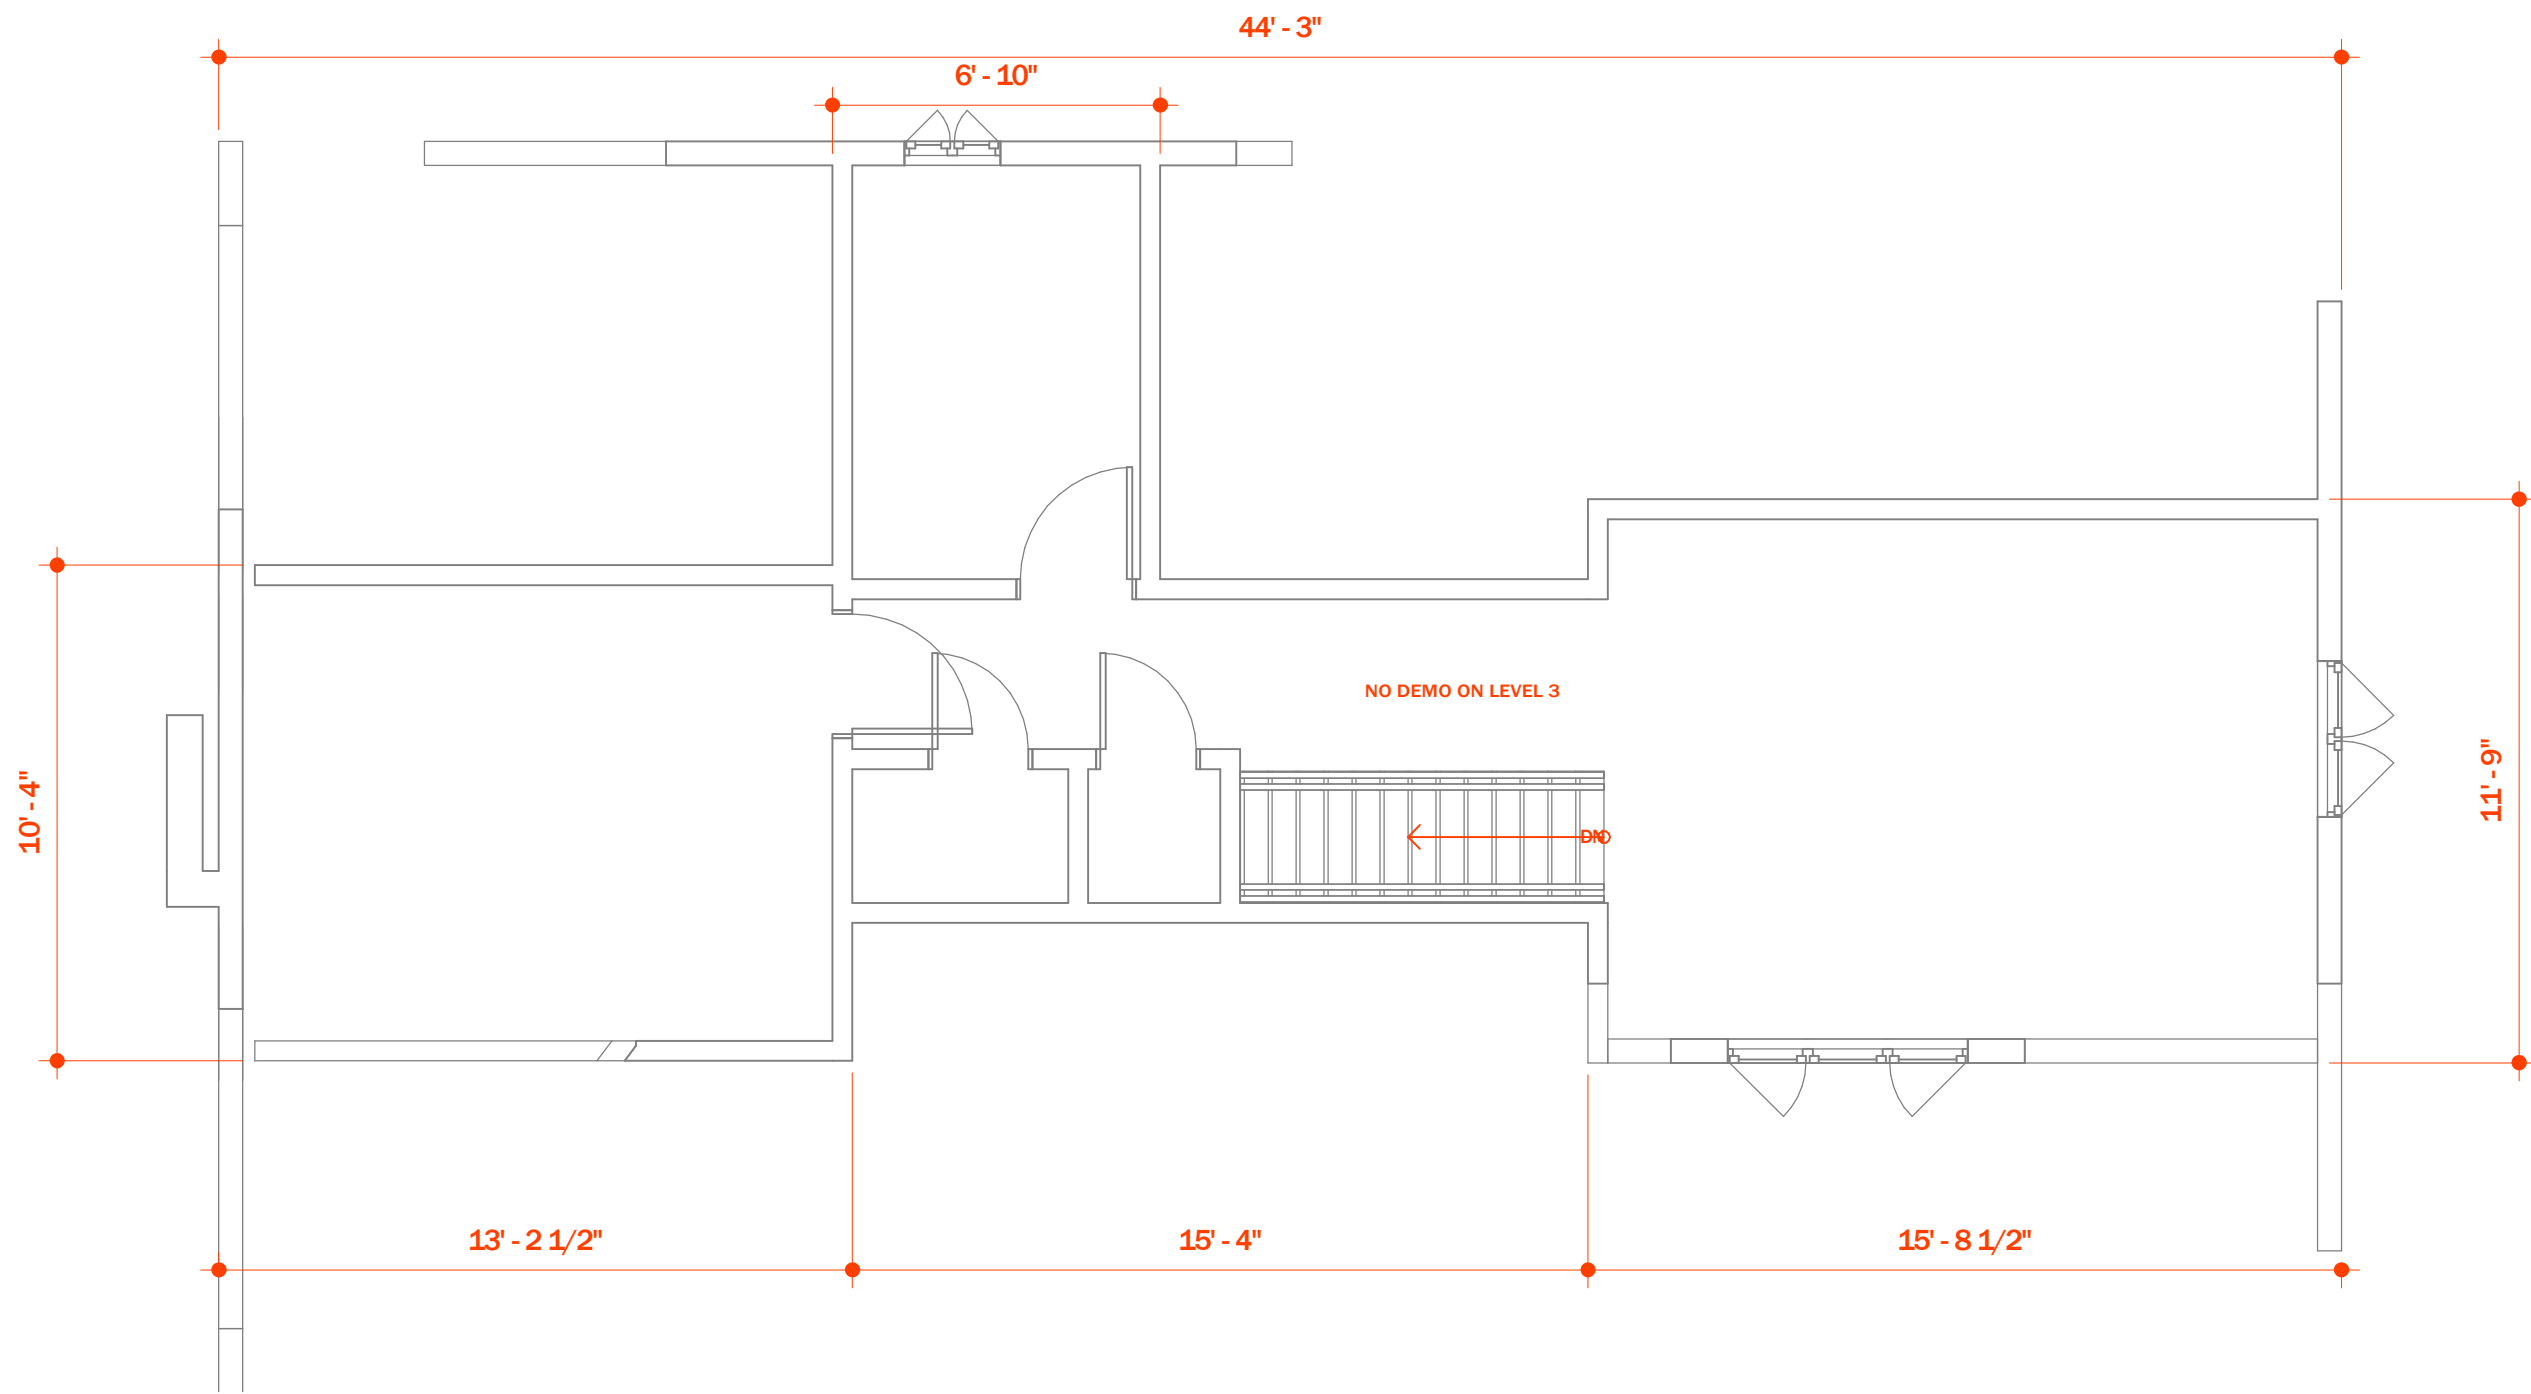 44' - 3"
6' - 10"
NO DEMO ON LEVEL 3
10' - 4"
11' - 9"
DN
13' - 2 1/2"
15' - 4"
15' - 8 1/2"